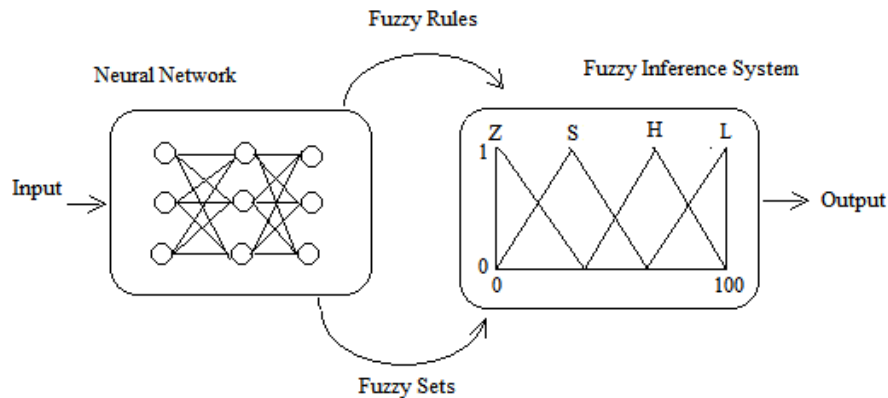 Fuzzy Rules
Neural Network
Fuzzy Inference System
Z S H L
1
Input
Output
0
0 100
Fuzzy Sets